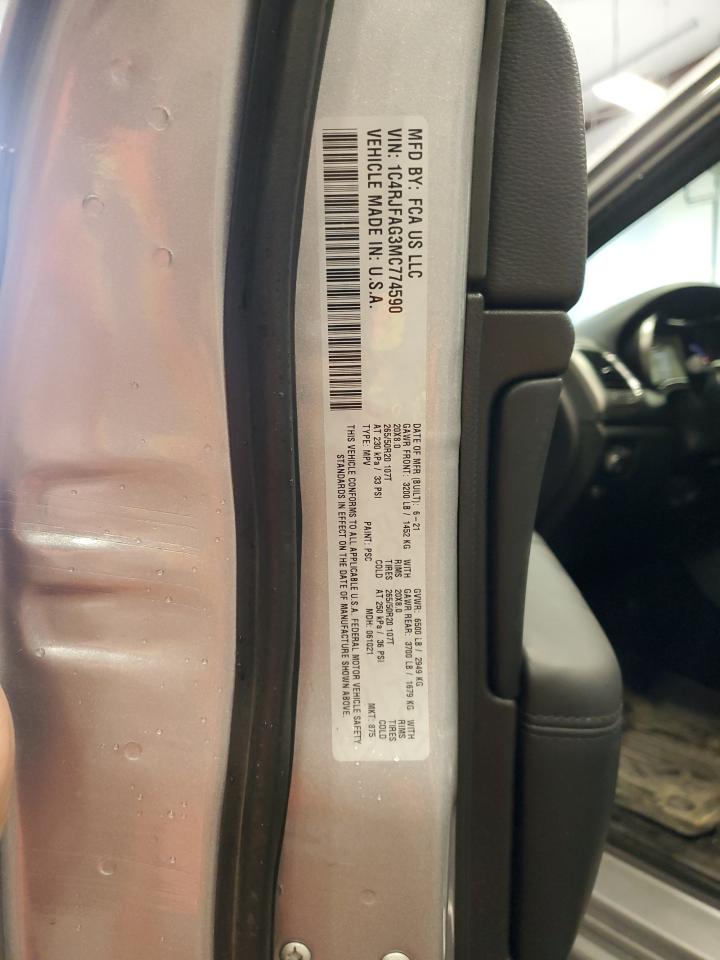 MFD BY: FCA US LLC
VIN: 1C4RJFAG3MC774590
VEHICLE MADE IN: U.S.A.
DATE OF MFR (BUILT): 6-21 GVWR: 6500 LB / 2949 KG
GAWR FRONT: 3200 LB / 1452 KG WITH GAWR REAR: 3700 LB / 1679 KG WITH
20X8.0 RIMS 20X8.0 RIMS
265/50R20 107T TIRES 265/50R20 107T TIRES
AT 230 kPa / 33 PSI COLD AT 250 kPa / 36 PSI COLD
TYPE: MPV PAINT: PSC MDH: 061021 MKT: 875
THIS VEHICLE CONFORMS TO ALL APPLICABLE U.S.A. FEDERAL MOTOR VEHICLE SAFETY
STANDARDS IN EFFECT ON THE DATE OF MANUFACTURE SHOWN ABOVE.